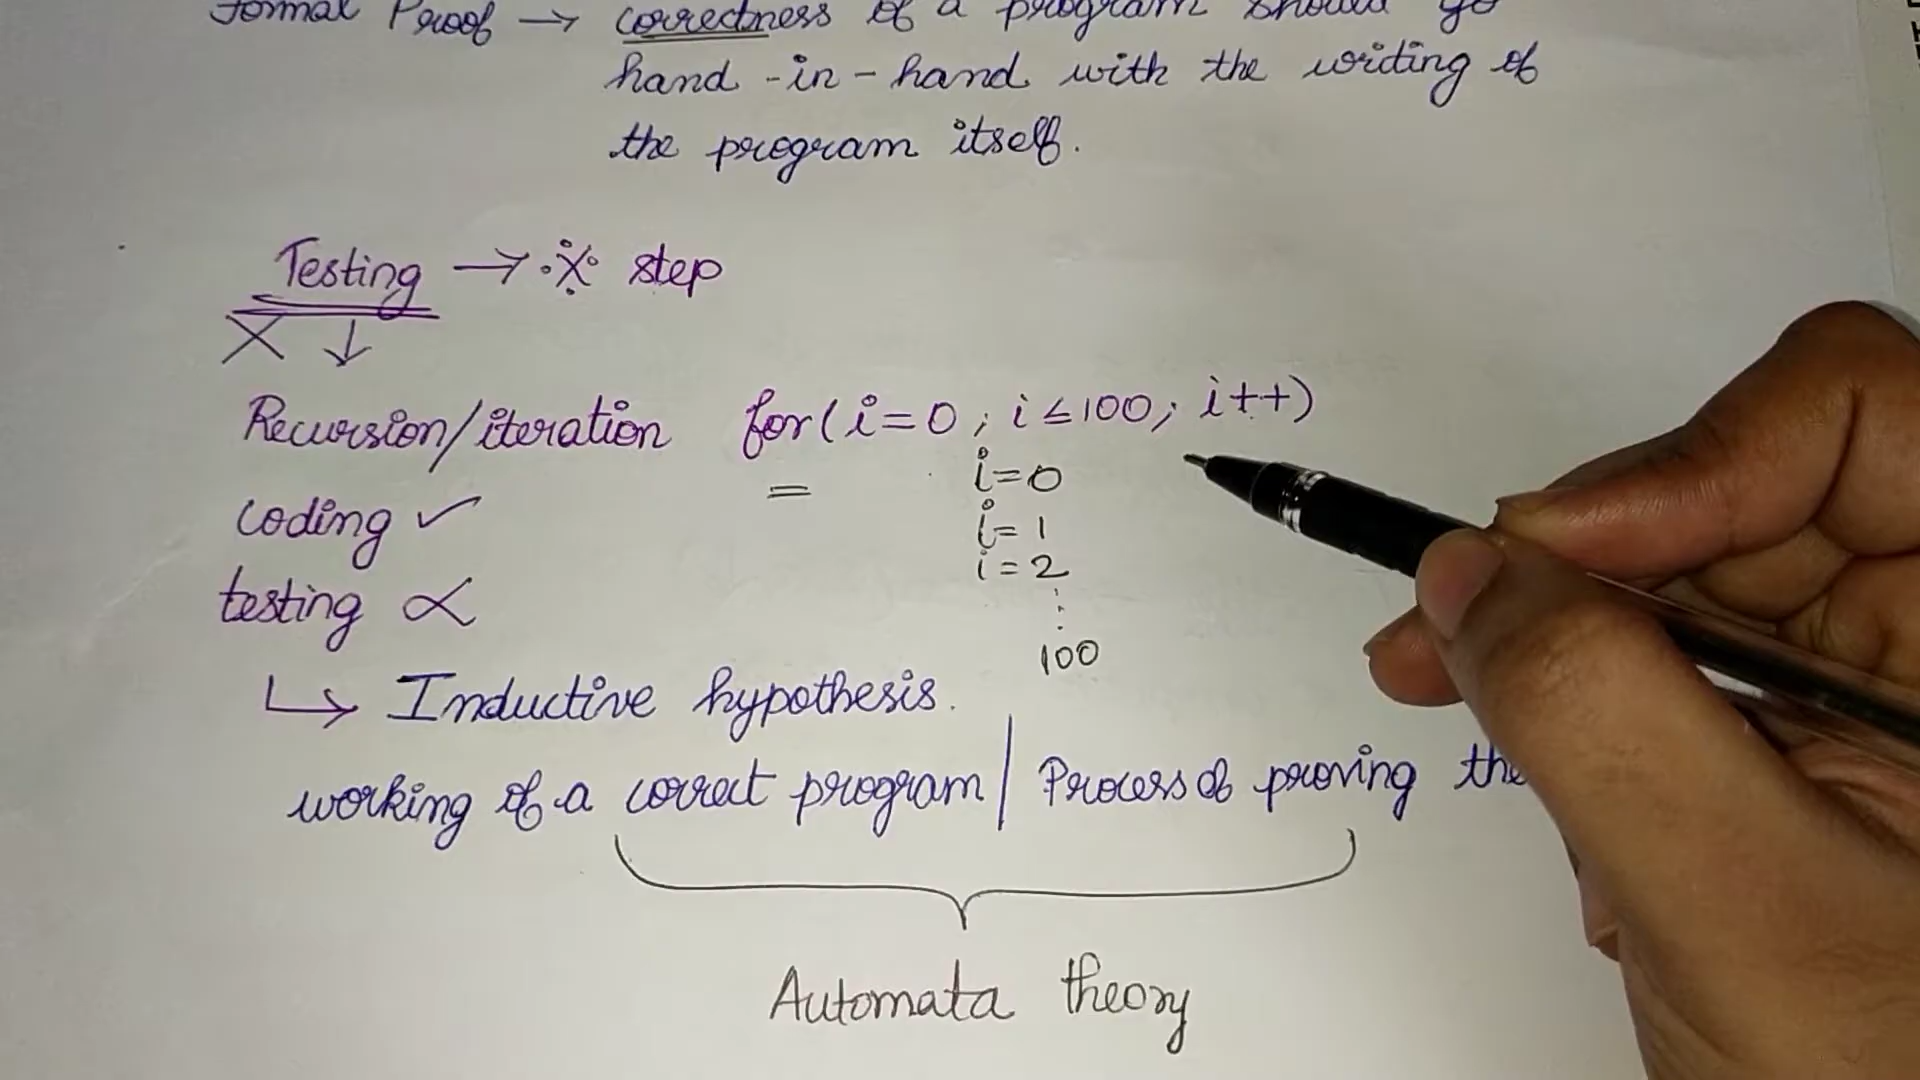 Formal Proof → correctness of a program should go
hand-in-hand with the writing of
the program itself.
Testing → ※ step
X ↓
Recursion/iteration for(i=0; i≤100; i++)
= i=0
coding ✓ i=1
i=2
testing ∝ ⋮
100
↳ Inductive hypothesis.
working of a correct program | Process of proving the
Automata theory